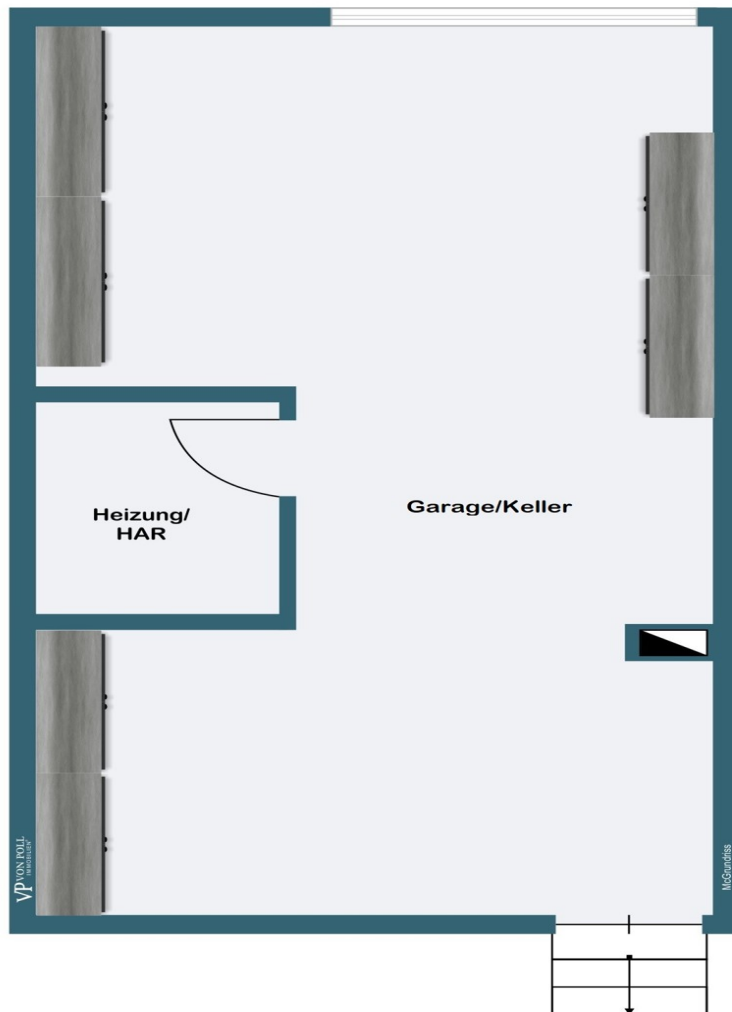 Heizung/
HAR
Garage/Keller
VP VON POLL
IMMOBILIEN
McGrundriss